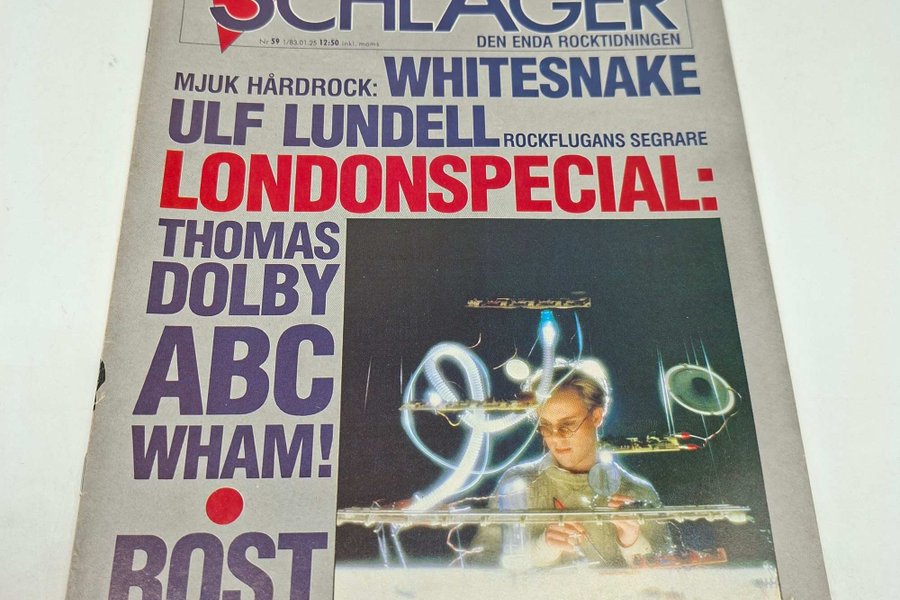 SCHLAGER
Nr 59 1/83.01.25 12:50 inkl. moms
DEN ENDA ROCKTIDNINGEN
MJUK HÅRDROCK: WHITESNAKE
ULF LUNDELL ROCKFLUGANS SEGRARE
LONDONSPECIAL:
THOMAS
DOLBY
ABC
WHAM!
RÖST